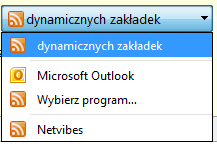 dynamicznych zakładek
dynamicznych zakładek
Microsoft Outlook
Wybierz program...
Netvibes